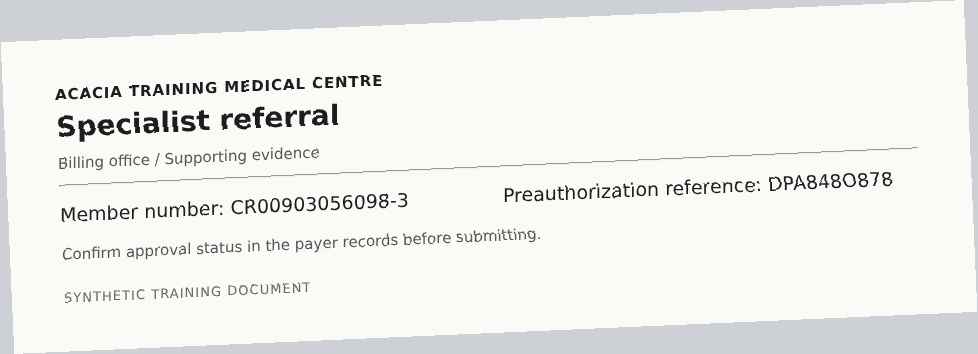 ACACIA TRAINING MEDICAL CENTRE
Specialist referral
Billing office / Supporting evidence
Member number: CR00903056098-3 Preauthorization reference: DPA848O878
Confirm approval status in the payer records before submitting.
SYNTHETIC TRAINING DOCUMENT